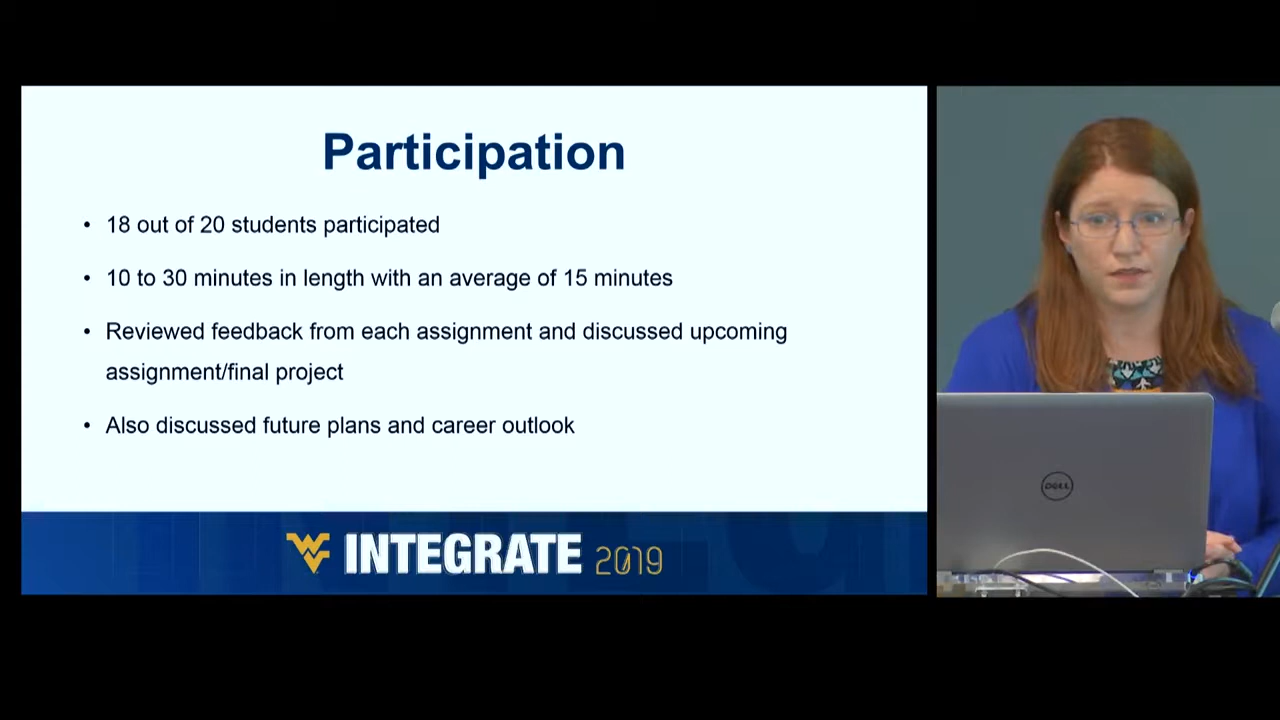 Participation
• 18 out of 20 students participated
• 10 to 30 minutes in length with an average of 15 minutes
• Reviewed feedback from each assignment and discussed upcoming
assignment/final project
• Also discussed future plans and career outlook
WV INTEGRATE 2019
DELL